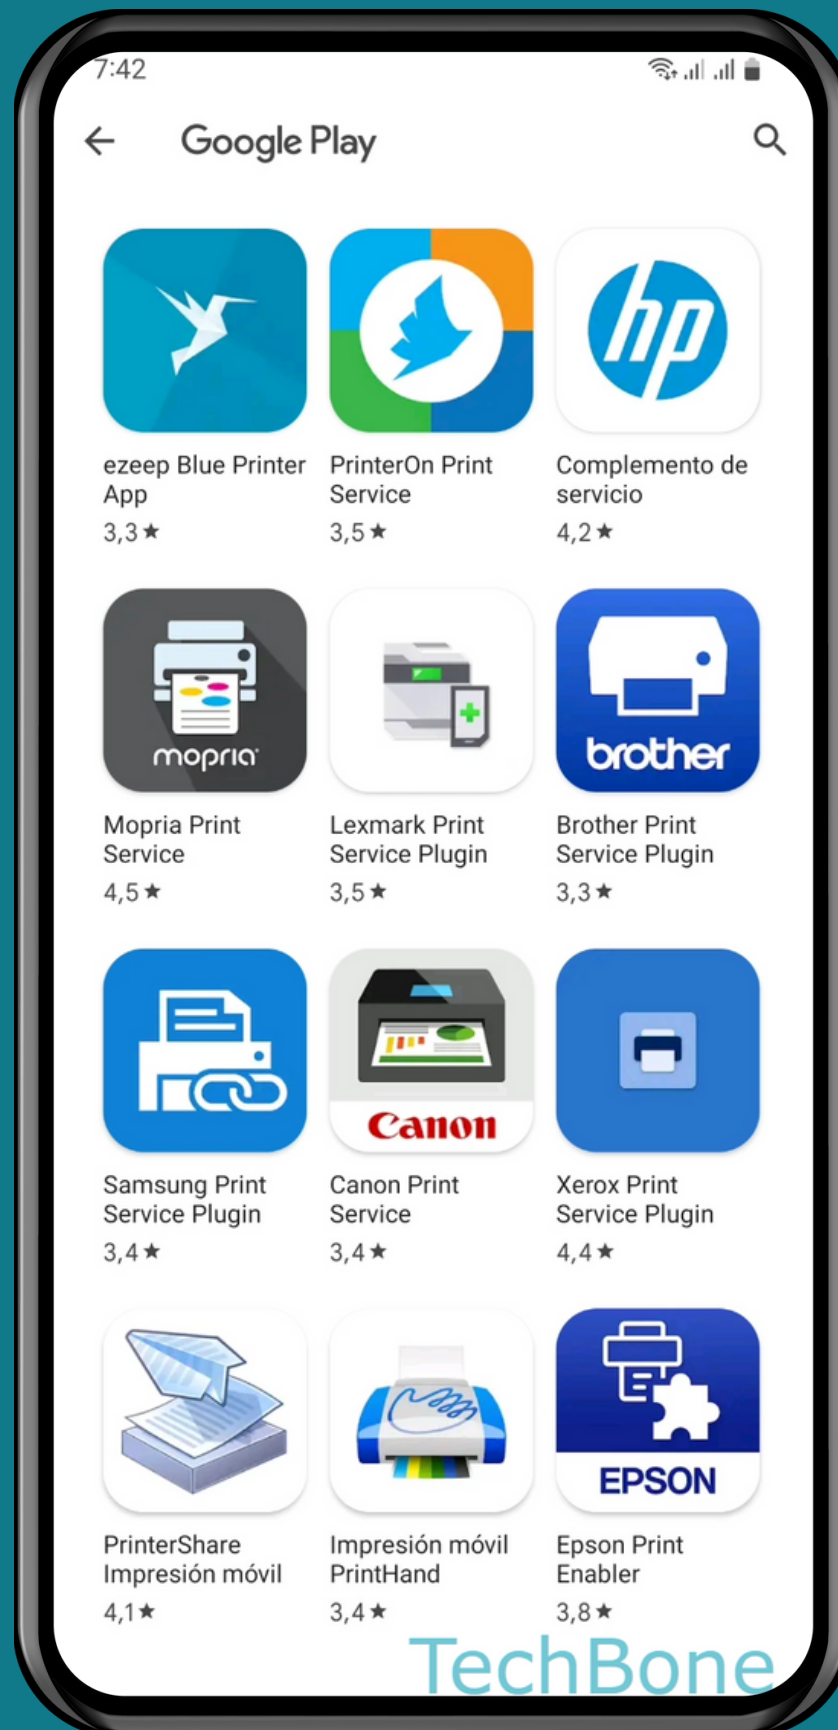 7:42
Google Play
hp
ezeep Blue Printer
App
3,3★
PrinterOn Print
Service
3,5★
Complemento de
servicio
4,2★
mopria
brother
Mopria Print
Service
4,5★
Lexmark Print
Service Plugin
3,5★
Brother Print
Service Plugin
3,3★
Canon
Samsung Print
Service Plugin
3,4★
Canon Print
Service
3,4★
Xerox Print
Service Plugin
4,4★
EPSON
PrinterShare
Impresión móvil
4,1★
Impresión móvil
PrintHand
3,4★
Epson Print
Enabler
3,8★
TechBone